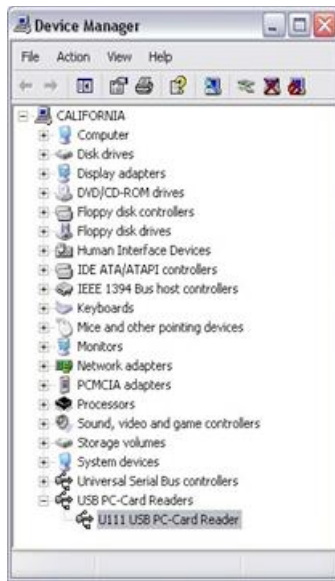 Device Manager
File Action View Help
CALIFORNIA
Computer
Disk drives
Display adapters
DVD/CD-ROM drives
Floppy disk controllers
Floppy disk drives
Human Interface Devices
IDE ATA/ATAPI controllers
IEEE 1394 Bus host controllers
Keyboards
Mice and other pointing devices
Monitors
Network adapters
PCMCIA adapters
Processors
Sound, video and game controllers
Storage volumes
System devices
Universal Serial Bus controllers
USB PC-Card Readers
U111 USB PC-Card Reader